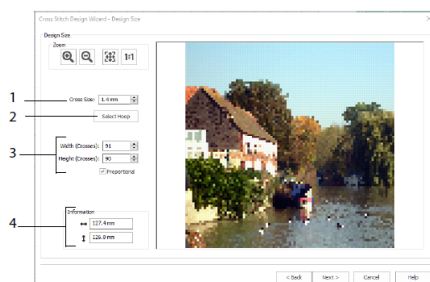 Cross Stitch Design Wizard - Design Size
Design Size
Zoom
1:1
1
Cross Size: 1.4 mm
2
Select Hoop
3
Width (Crosses): 91
Height (Crosses): 90
Proportional
4
Information
127.4 mm
126.0 mm
< Back Next > Cancel Help